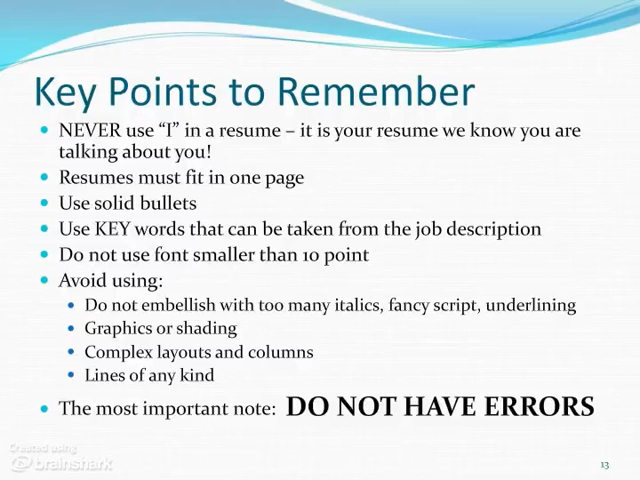 Key Points to Remember
• NEVER use “I” in a resume – it is your resume we know you are
talking about you!
• Resumes must fit in one page
• Use solid bullets
• Use KEY words that can be taken from the job description
• Do not use font smaller than 10 point
• Avoid using:
• Do not embellish with too many italics, fancy script, underlining
• Graphics or shading
• Complex layouts and columns
• Lines of any kind
• The most important note: DO NOT HAVE ERRORS
Created using
brainshark
13